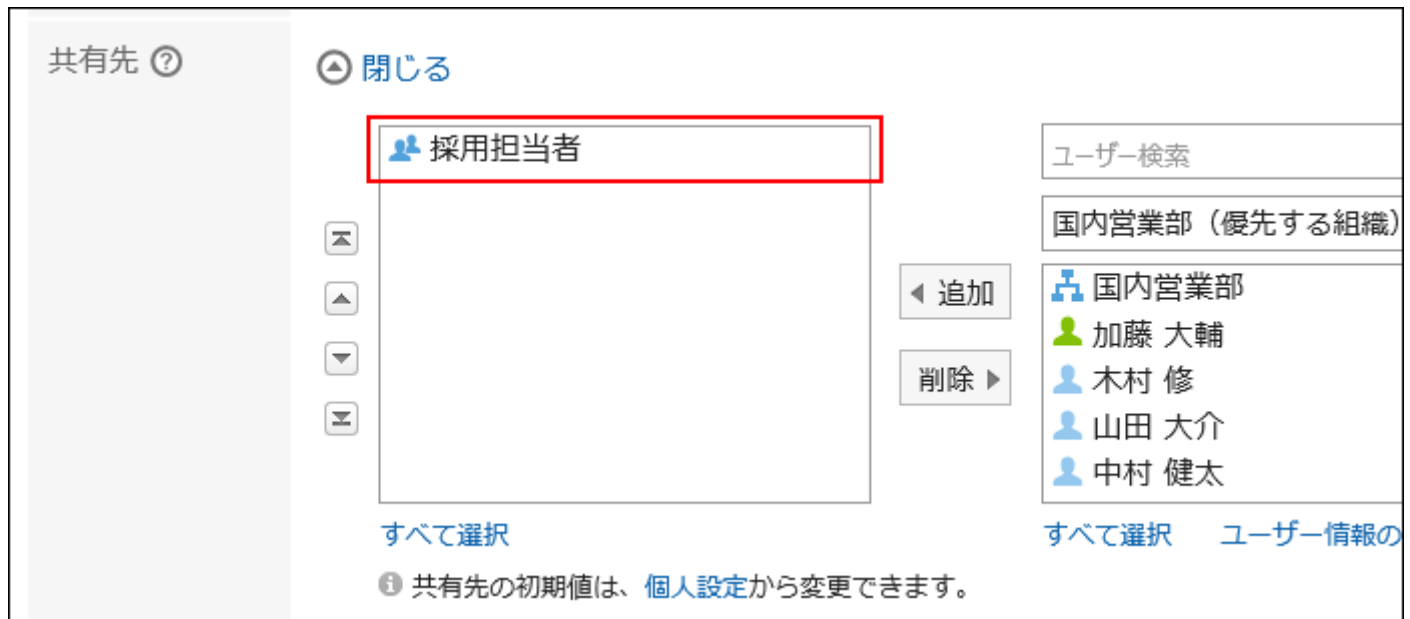 共有先
閉じる
採用担当者
ユーザー検索
国内営業部（優先する組織）
追加
削除
国内営業部
加藤 大輔
木村 修
山田 大介
中村 健太
すべて選択
すべて選択 ユーザー情報の
共有先の初期値は、個人設定から変更できます。